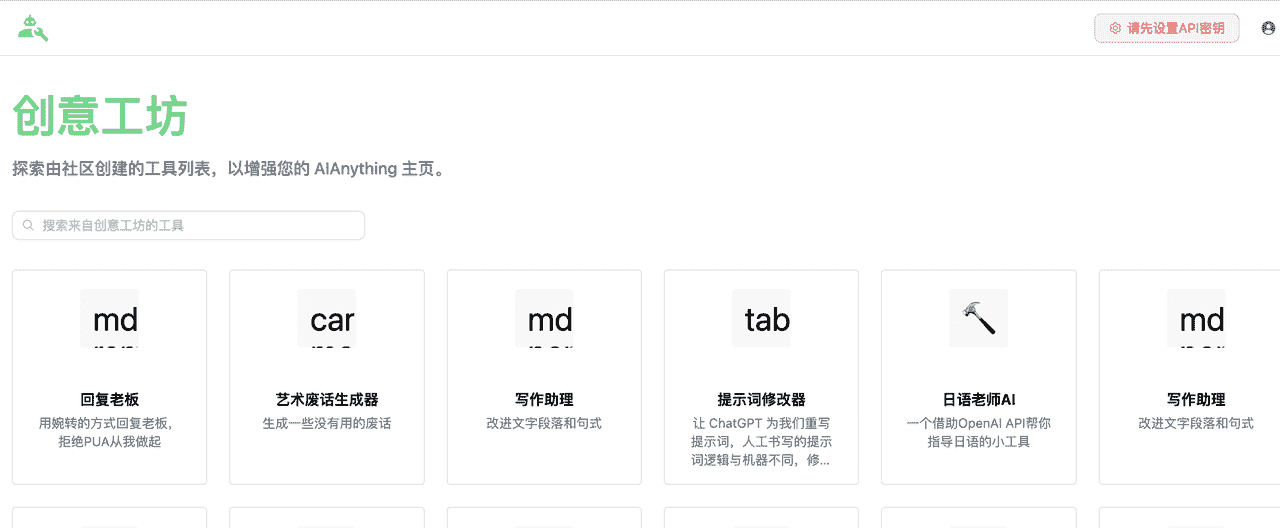 请先设置API密钥
创意工坊
探索由社区创建的工具列表，以增强您的 AIAnything 主页。
搜索来自创意工坊的工具
md
回复老板
用婉转的方式回复老板，
拒绝PUA从我做起
car
艺术废话生成器
生成一些没有用的废话
md
写作助理
改进文字段落和句式
tab
提示词修改器
让 ChatGPT 为我们重写
提示词，人工书写的提示
词逻辑与机器不同，修...
日语老师AI
一个借助OpenAI API帮你
指导日语的小工具
md
写作助理
改进文字段落和句式